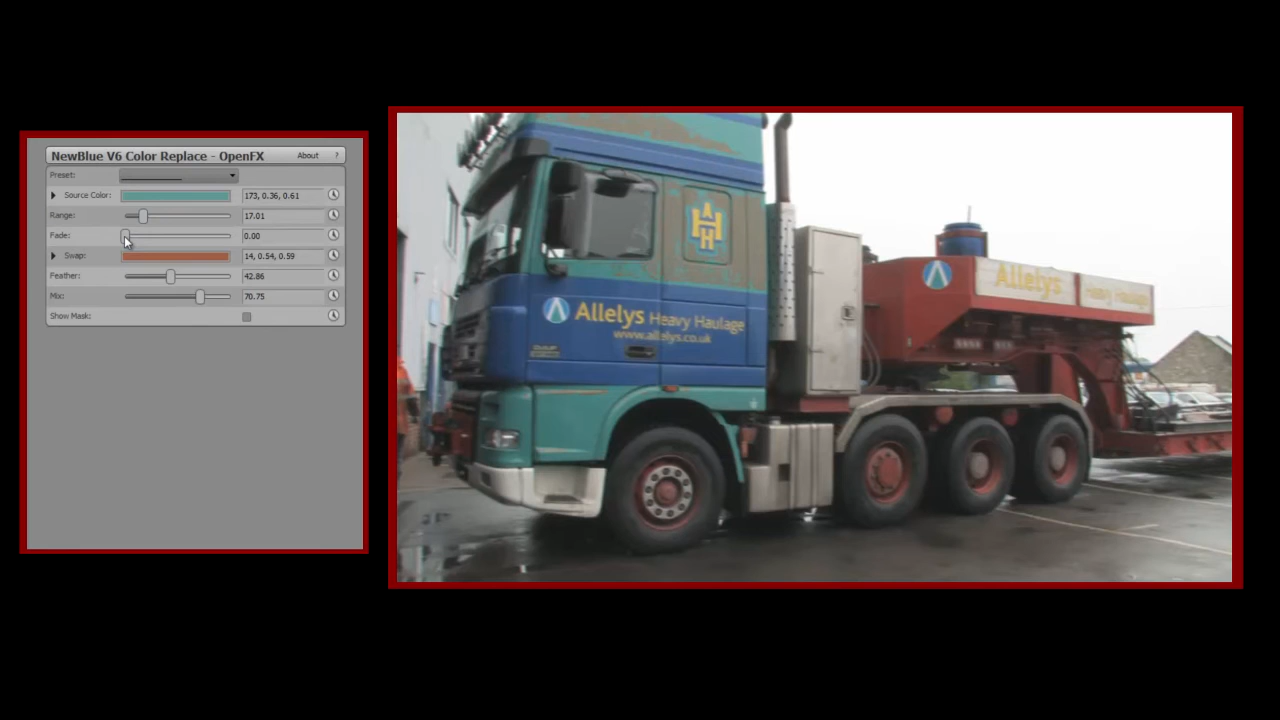 NewBlue V6 Color Replace - OpenFX About ?
Preset:
Source Color: 173, 0.36, 0.61
Range: 17.01
Fade: 0.00
Swap: 14, 0.54, 0.59
Feather: 42.86
Mix: 70.75
Show Mask:
A
H
H
Allelys Heavy Haulage
www.allelys.co.uk
Allelys Heavy Haulage